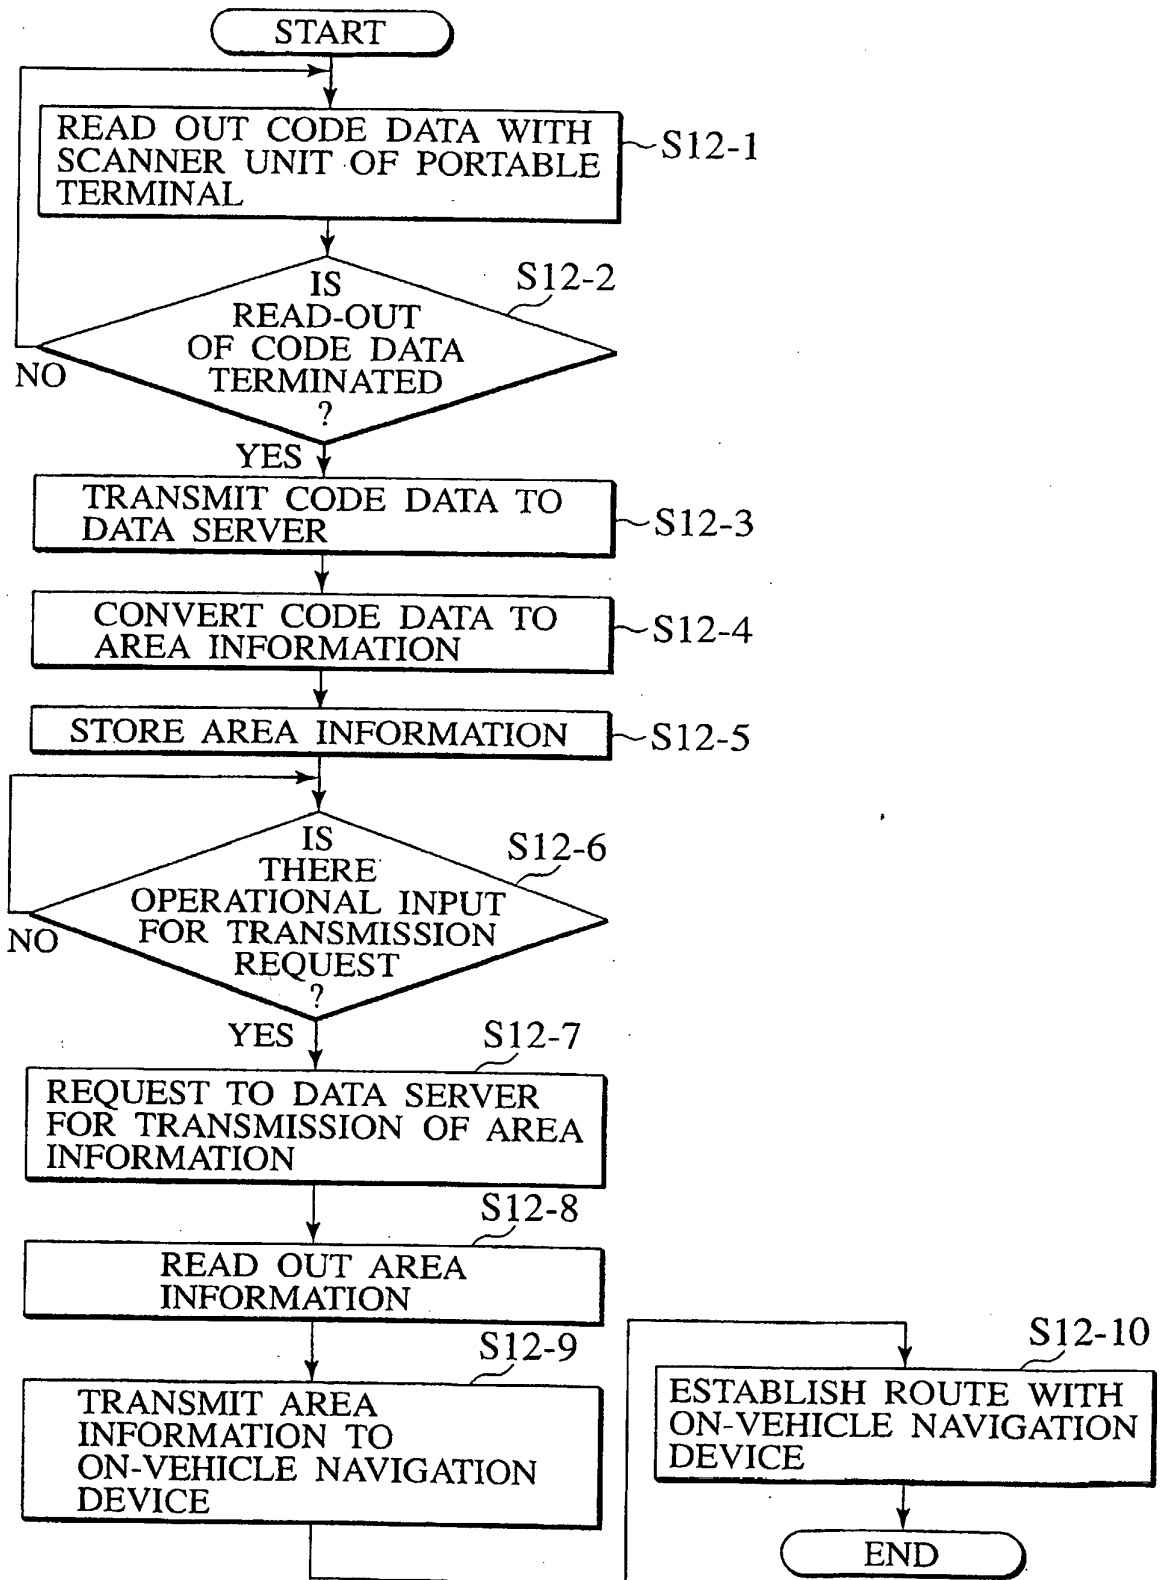 START
READ OUT CODE DATA WITH
SCANNER UNIT OF PORTABLE
TERMINAL
S12-1
IS
READ-OUT
OF CODE DATA
TERMINATED
?
S12-2
NO
YES
TRANSMIT CODE DATA TO
DATA SERVER
S12-3
CONVERT CODE DATA TO
AREA INFORMATION
S12-4
STORE AREA INFORMATION
S12-5
IS
THERE
OPERATIONAL INPUT
FOR TRANSMISSION
REQUEST
?
S12-6
NO
YES
S12-7
REQUEST TO DATA SERVER
FOR TRANSMISSION OF AREA
INFORMATION
S12-8
READ OUT AREA
INFORMATION
S12-9
TRANSMIT AREA
INFORMATION TO
ON-VEHICLE NAVIGATION
DEVICE
S12-10
ESTABLISH ROUTE WITH
ON-VEHICLE NAVIGATION
DEVICE
END